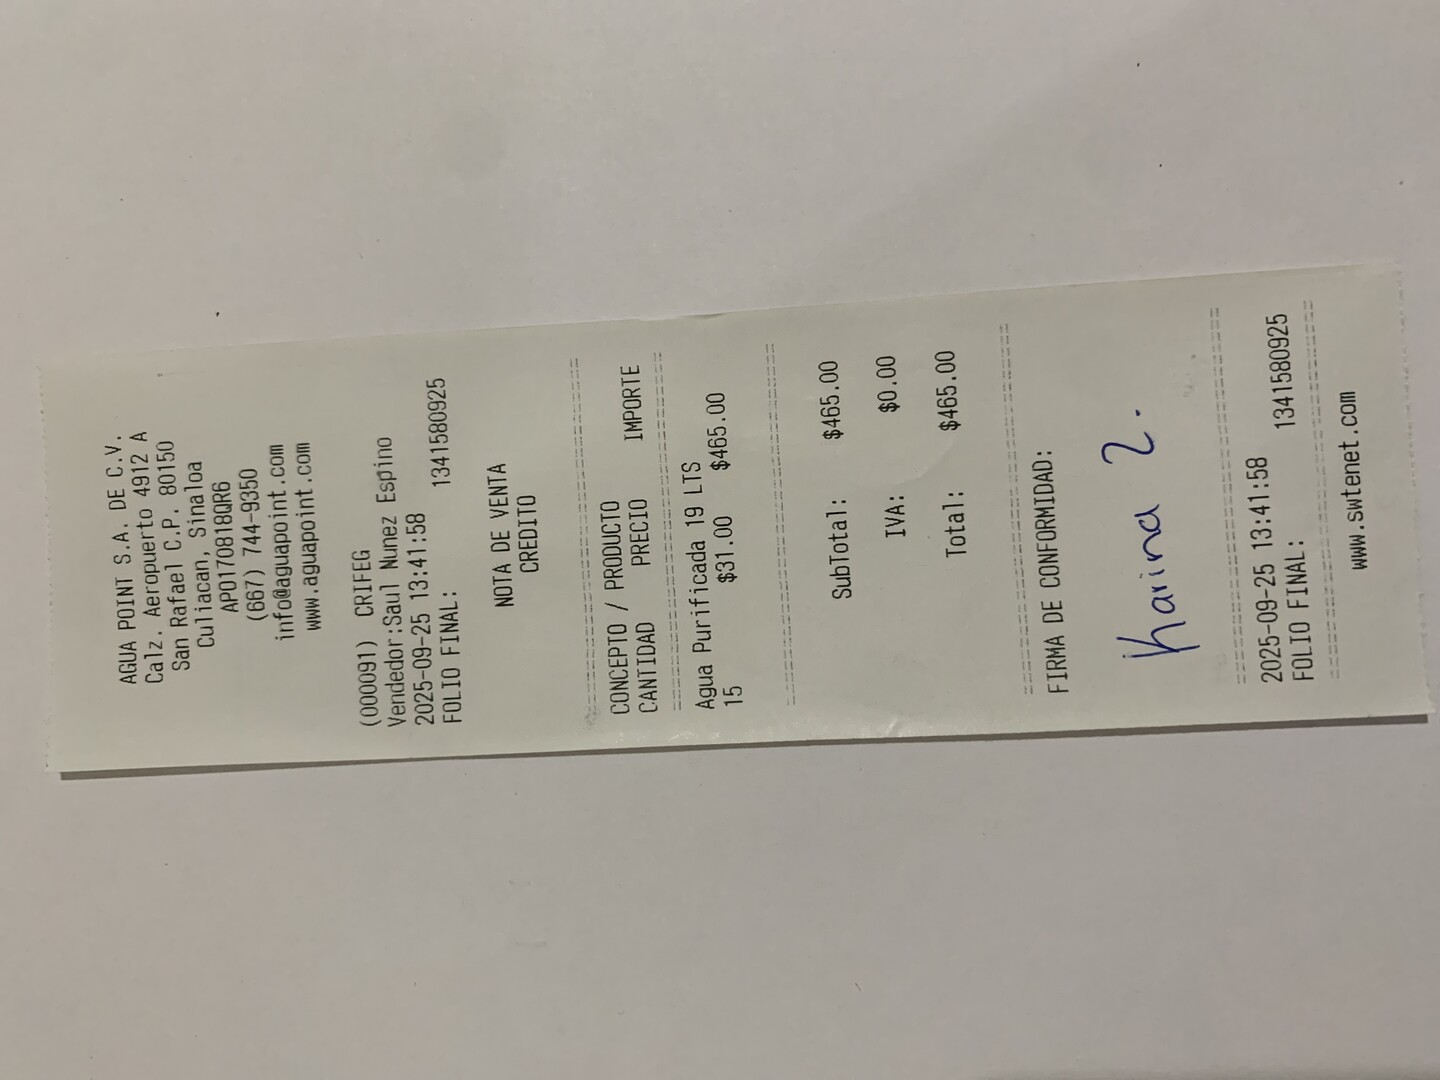 AGUA POINT S.A. DE C.V.
Calz. Aeropuerto 4912 A
San Rafael C.P. 80150
Culiacan, Sinaloa
APO170818QR6
(667) 744-9350
info@aguapoint.com
www.aguapoint.com
(000091) CRIFEG
Vendedor:Saul Nunez Espino
2025-09-25 13:41:58
FOLIO FINAL: 1341580925
NOTA DE VENTA
CREDITO
CONCEPTO / PRODUCTO
CANTIDAD PRECIO IMPORTE
Agua Purificada 19 LTS
15 $31.00 $465.00
SubTotal: $465.00
IVA: $0.00
Total: $465.00
FIRMA DE CONFORMIDAD:
Karina Z.
2025-09-25 13:41:58
FOLIO FINAL: 1341580925
www.swtenet.com